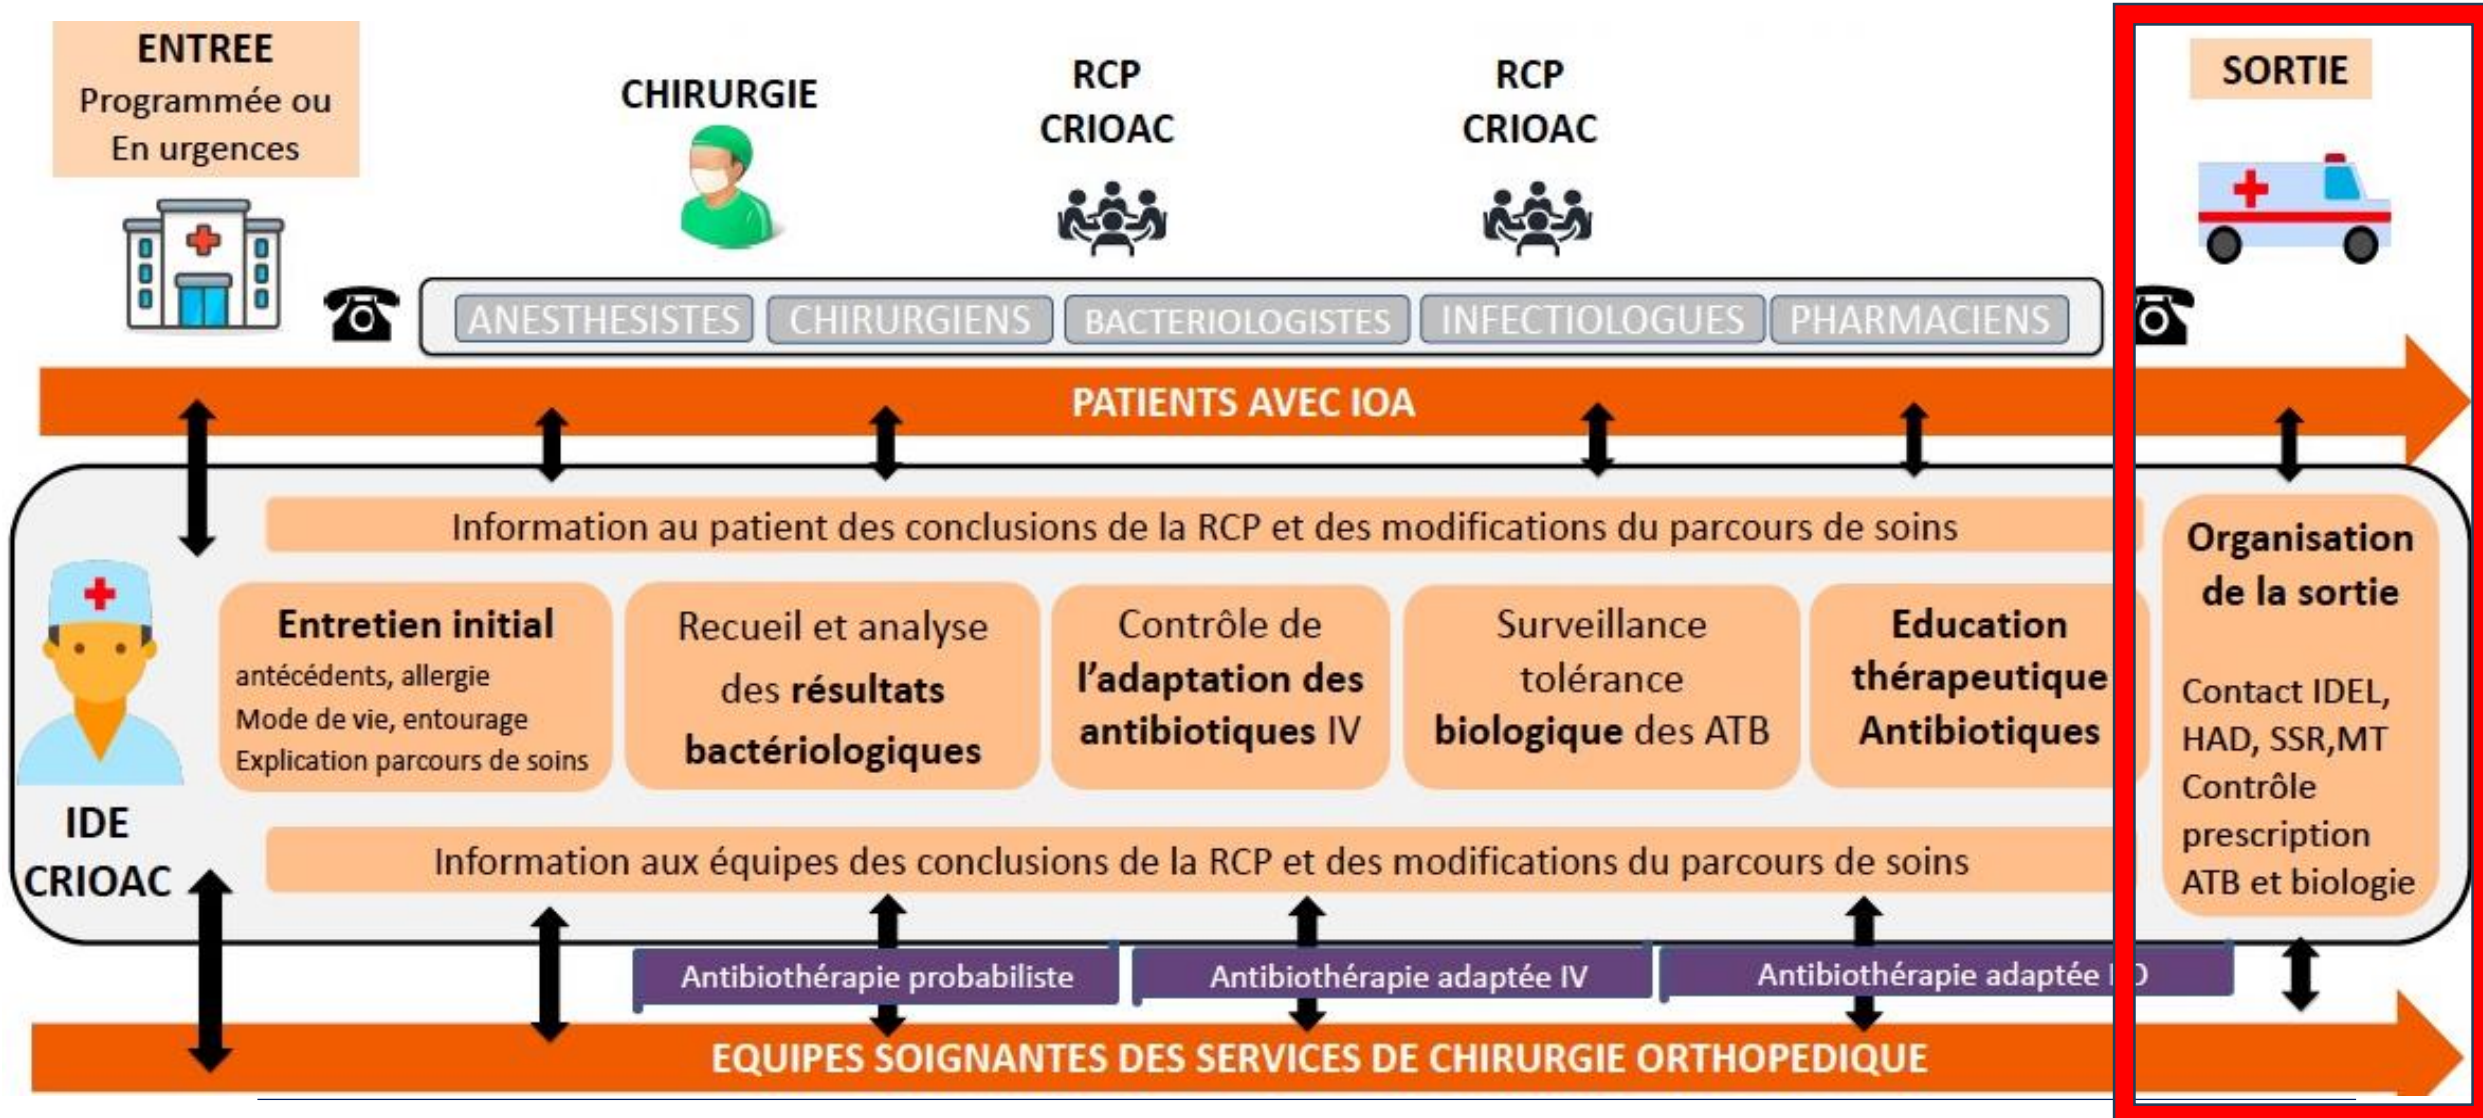 ENTREE
Programmée ou
En urgences
CHIRURGIE
RCP
CRIOAC
RCP
CRIOAC
SORTIE
ANESTHESISTES
CHIRURGIENS
BACTERIOLOGISTES
INFECTIOLOGUES
PHARMACIENS
PATIENTS AVEC IOA
Information au patient des conclusions de la RCP et des modifications du parcours de soins
IDE
CRIOAC
Entretien initial
antécédents, allergie
Mode de vie, entourage
Explication parcours de soins
Recueil et analyse
des résultats
bactériologiques
Contrôle de
l'adaptation des
antibiotiques IV
Surveillance
tolérance
biologique des ATB
Education
thérapeutique
Antibiotiques
Organisation
de la sortie
Contact IDEL,
HAD, SSR,MT
Contrôle
prescription
ATB et biologie
Information aux équipes des conclusions de la RCP et des modifications du parcours de soins
Antibiothérapie probabiliste
Antibiothérapie adaptée IV
Antibiothérapie adaptée
EQUIPES SOIGNANTES DES SERVICES DE CHIRURGIE ORTHOPEDIQUE